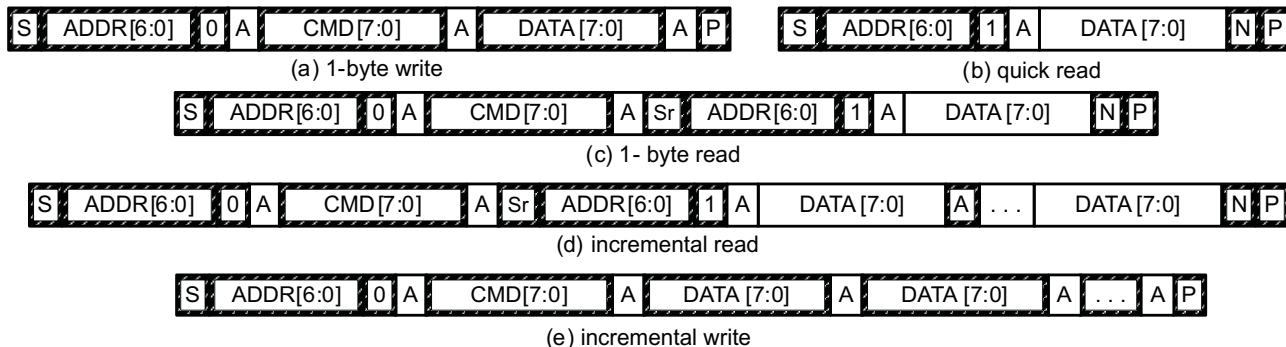 S ADDR[6:0] 0 A CMD[7:0] A DATA [7:0] A P
(a) 1-byte write
S ADDR[6:0] 1 A DATA [7:0] N P
(b) quick read
S ADDR[6:0] 0 A CMD[7:0] A Sr ADDR[6:0] 1 A DATA [7:0] N P
(c) 1- byte read
S ADDR[6:0] 0 A CMD[7:0] A Sr ADDR[6:0] 1 A DATA [7:0] A . . . DATA [7:0] N P
(d) incremental read
S ADDR[6:0] 0 A CMD[7:0] A DATA [7:0] A DATA [7:0] A . . . A P
(e) incremental write